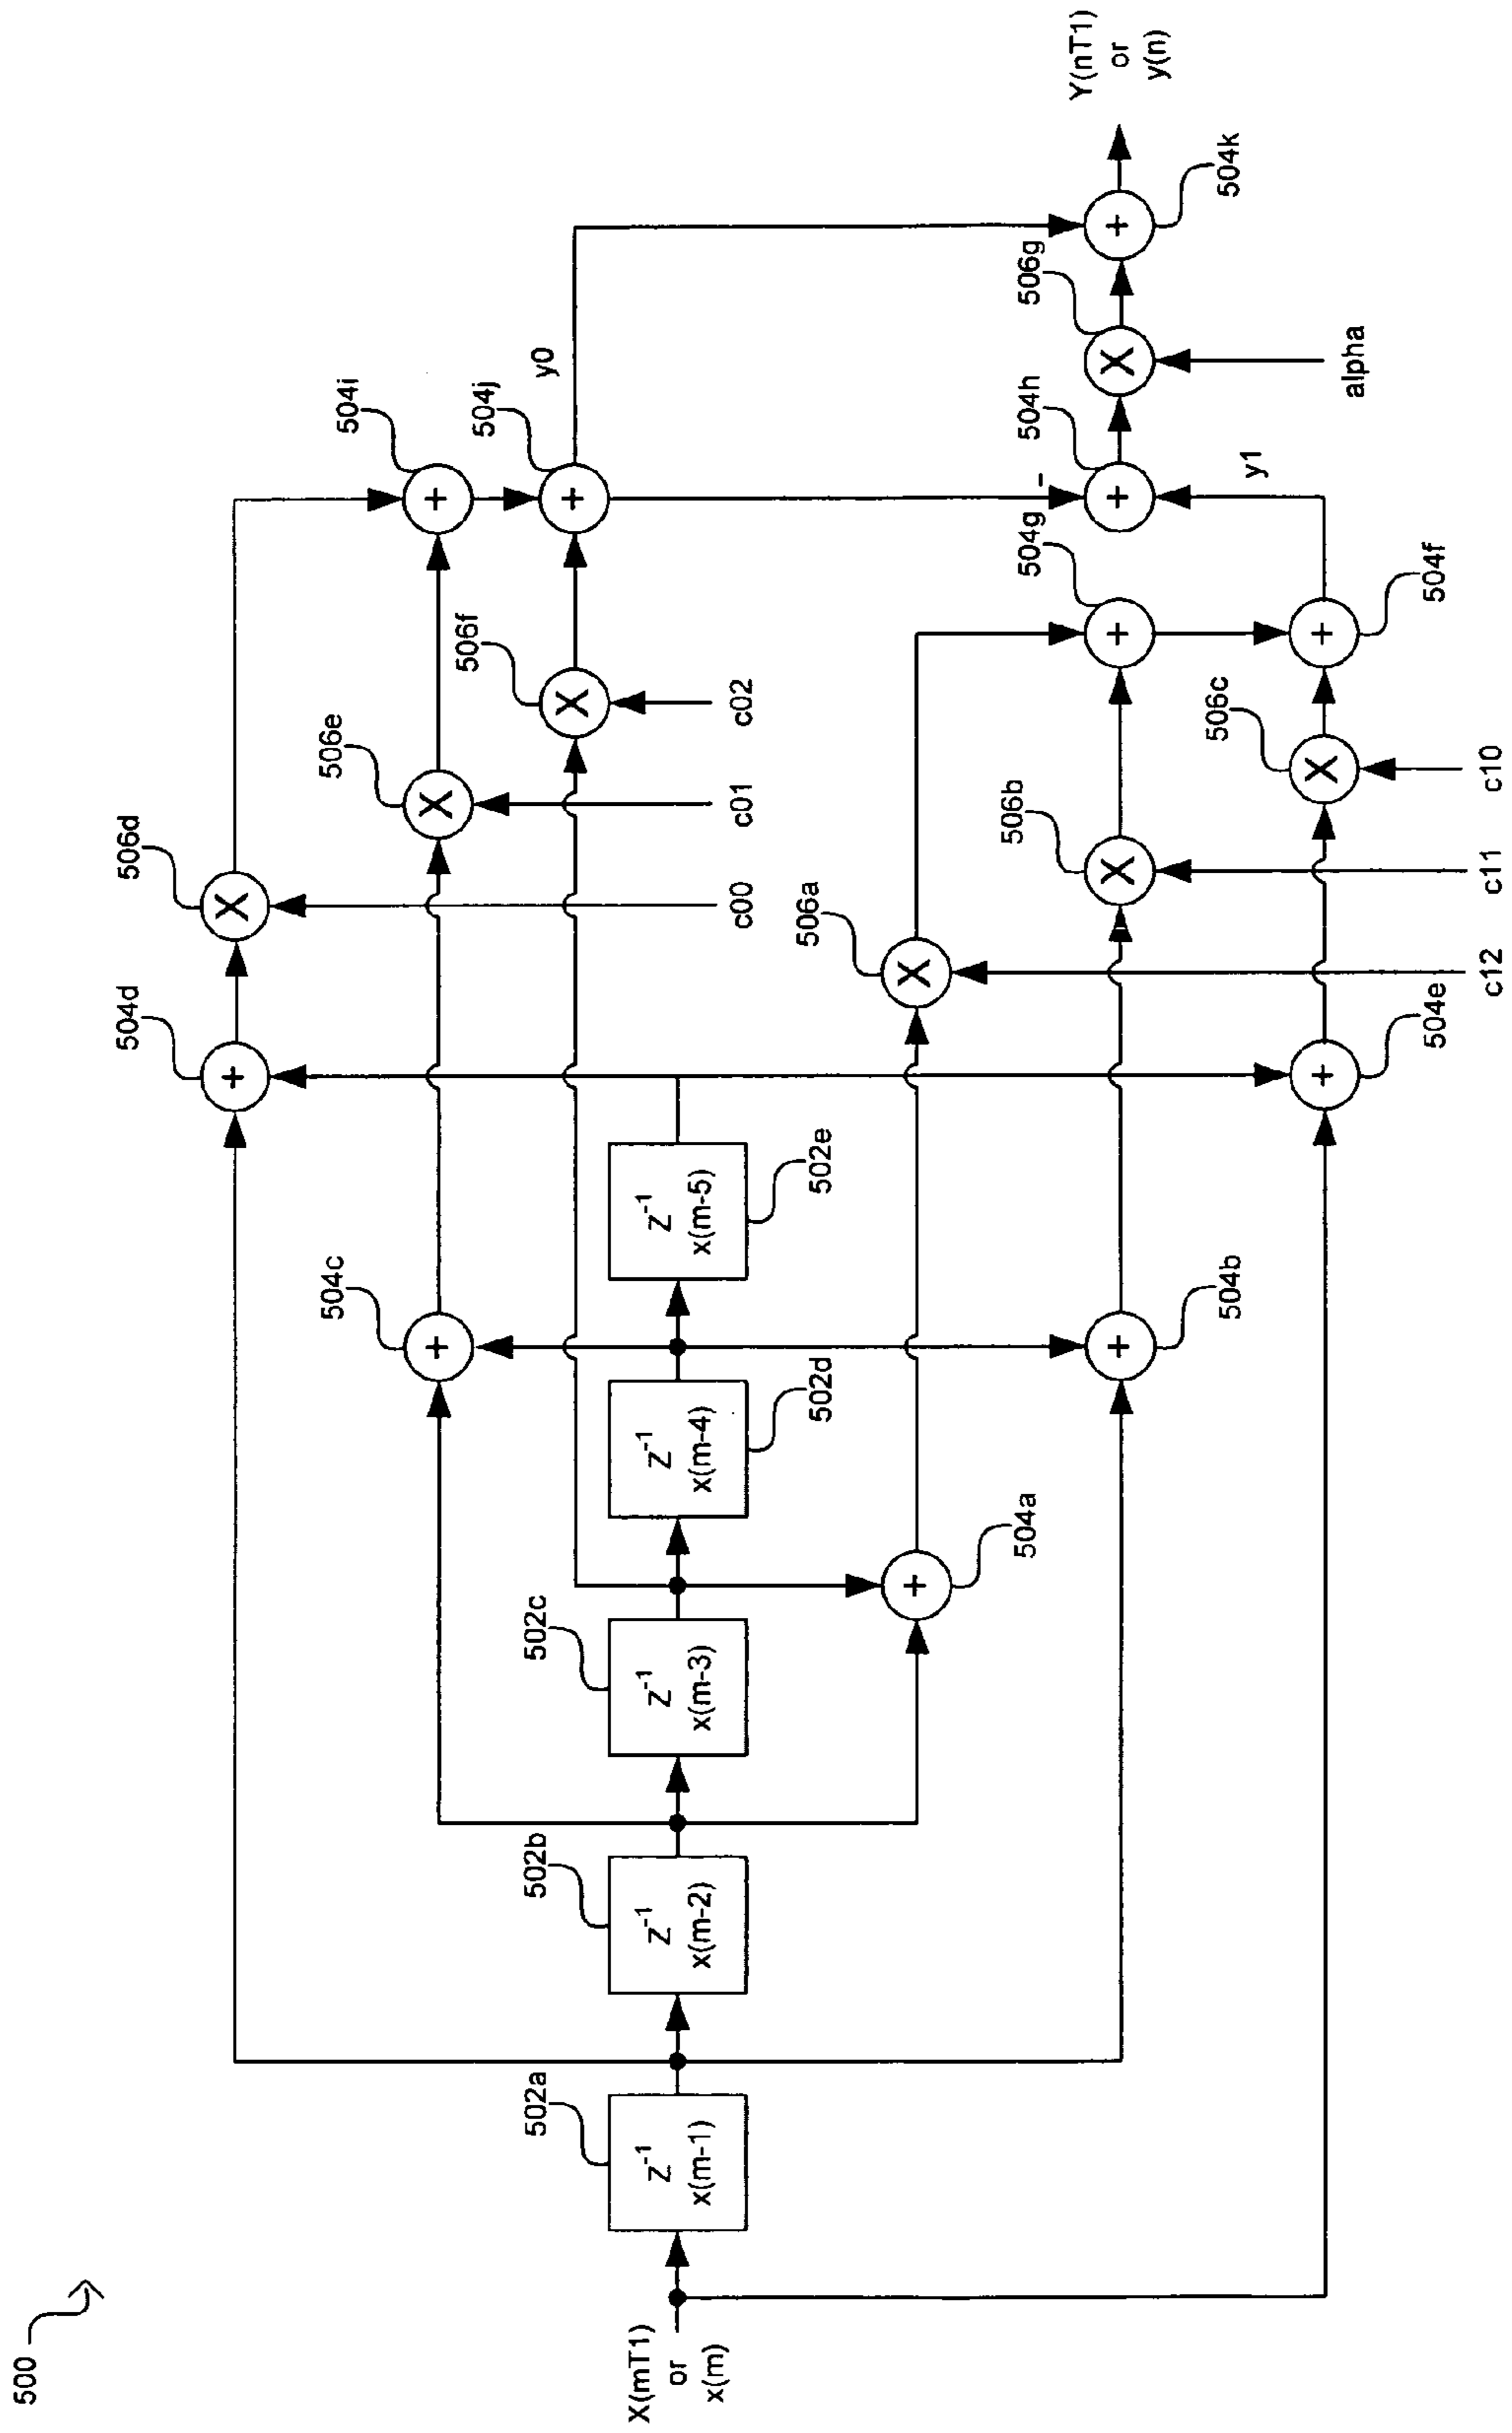 500
X(mT1)
or
x(m)
502a
z-1
x(m-1)
502b
z-1
x(m-2)
502c
z-1
x(m-3)
502d
z-1
x(m-4)
502e
z-1
x(m-5)
504a
+
504b
+
504c
+
504d
+
504e
+
506a
X
c12
506b
X
c11
506c
X
c10
506d
X
c00
506e
X
c01
506f
X
c02
504f
+
504g
+
504h
+
-
504i
+
504j
+
y0
y1
506g
X
alpha
504k
+
Y(nT1)
or
y(n)